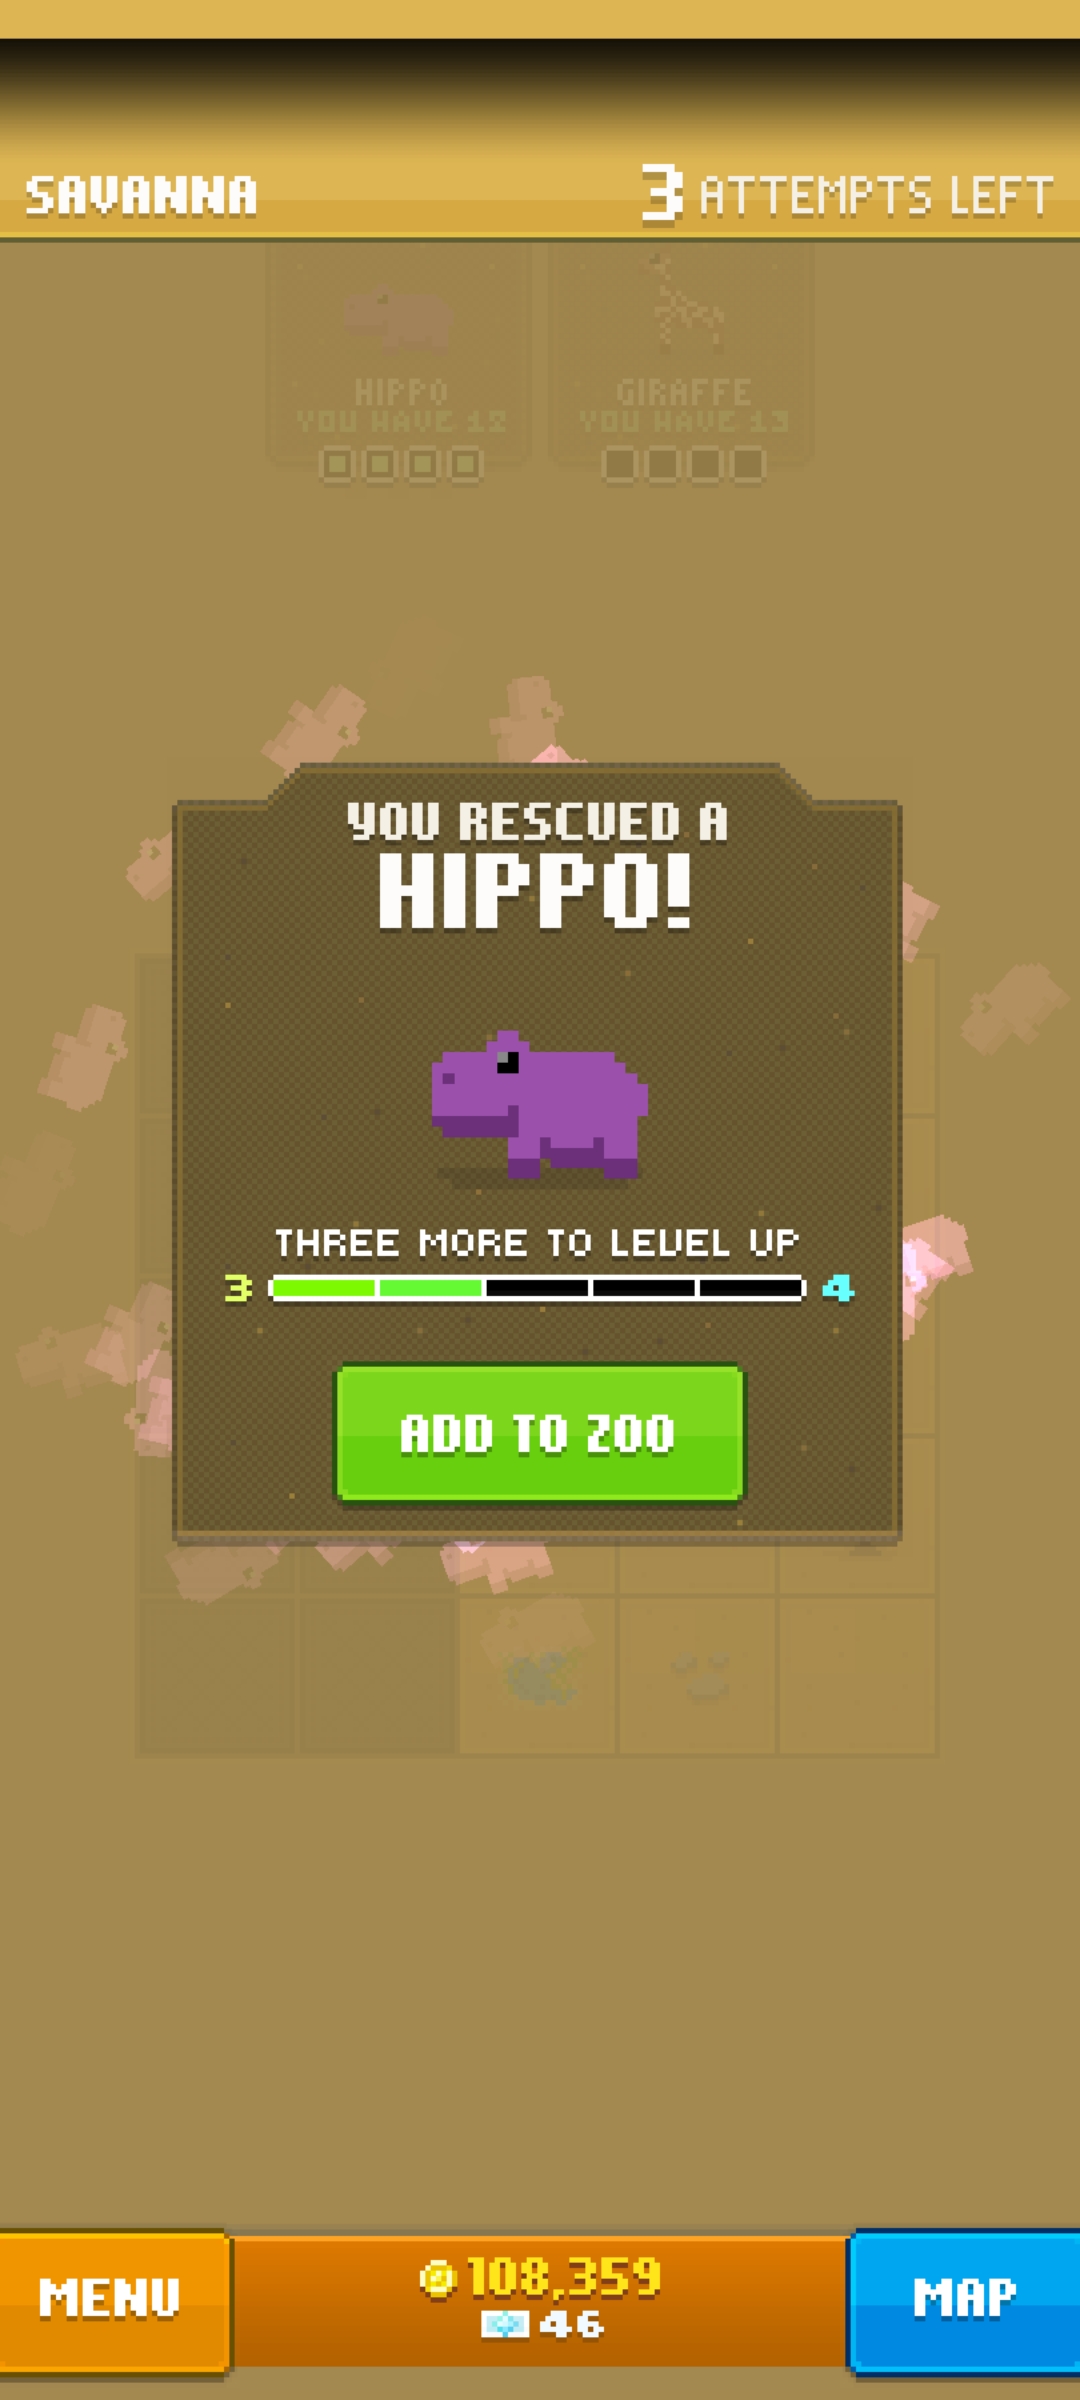 SAVANNA
3 ATTEMPTS LEFT
HIPPO
YOU HAVE 12
GIRAFFE
YOU HAVE 13
YOU RESCUED A
HIPPO!
THREE MORE TO LEVEL UP
3
4
ADD TO ZOO
MENU
108,359
46
MAP